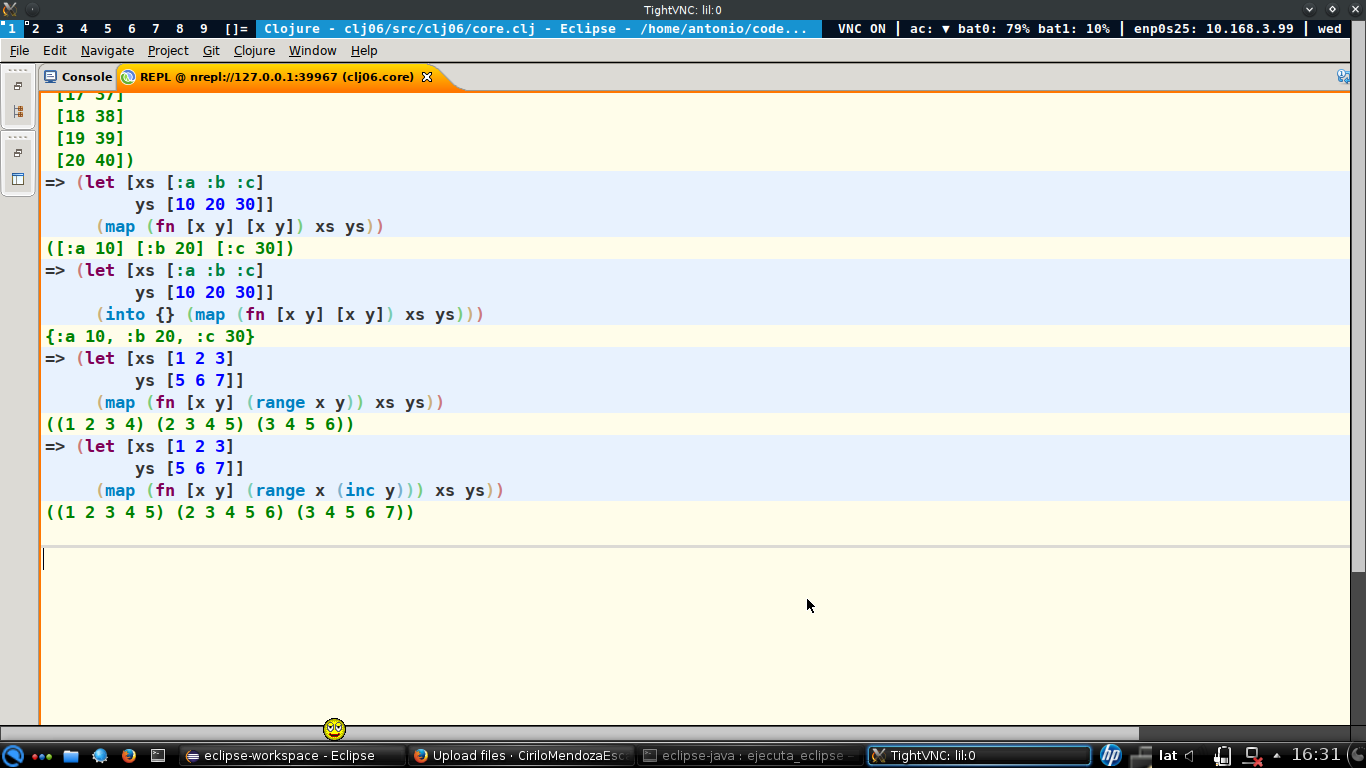 TightVNC: lil:0
1 2 3 4 5 6 7 8 9 []= Clojure - clj06/src/clj06/core.clj - Eclipse - /home/antonio/code... VNC ON | ac: ▼ bat0: 79% bat1: 10% | enp0s25: 10.168.3.99 | wed
File Edit Navigate Project Git Clojure Window Help
Console REPL @ nrepl://127.0.0.1:39967 (clj06.core)
[17 37]
[18 38]
[19 39]
[20 40])
=> (let [xs [:a :b :c]
ys [10 20 30]]
(map (fn [x y] [x y]) xs ys))
([:a 10] [:b 20] [:c 30])
=> (let [xs [:a :b :c]
ys [10 20 30]]
(into {} (map (fn [x y] [x y]) xs ys)))
{:a 10, :b 20, :c 30}
=> (let [xs [1 2 3]
ys [5 6 7]]
(map (fn [x y] (range x y)) xs ys))
((1 2 3 4) (2 3 4 5) (3 4 5 6))
=> (let [xs [1 2 3]
ys [5 6 7]]
(map (fn [x y] (range x (inc y))) xs ys))
((1 2 3 4 5) (2 3 4 5 6) (3 4 5 6 7))
eclipse-workspace - Eclipse Upload files · CiriloMendozaEsc eclipse-java : ejecuta_eclipse — TightVNC: lil:0 hp lat 16:31